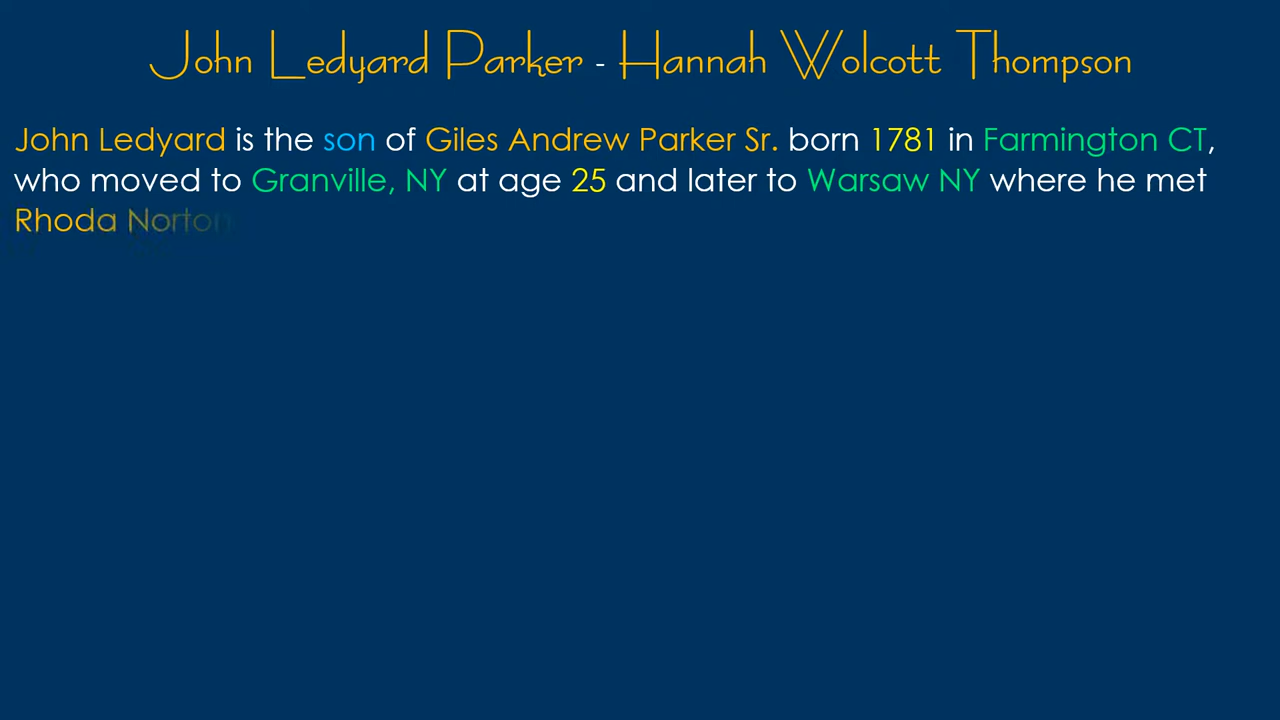 John Ledyard Parker - Hannah Wolcott Thompson
John Ledyard is the son of Giles Andrew Parker Sr. born 1781 in Farmington CT,
who moved to Granville, NY at age 25 and later to Warsaw NY where he met
Rhoda Norton